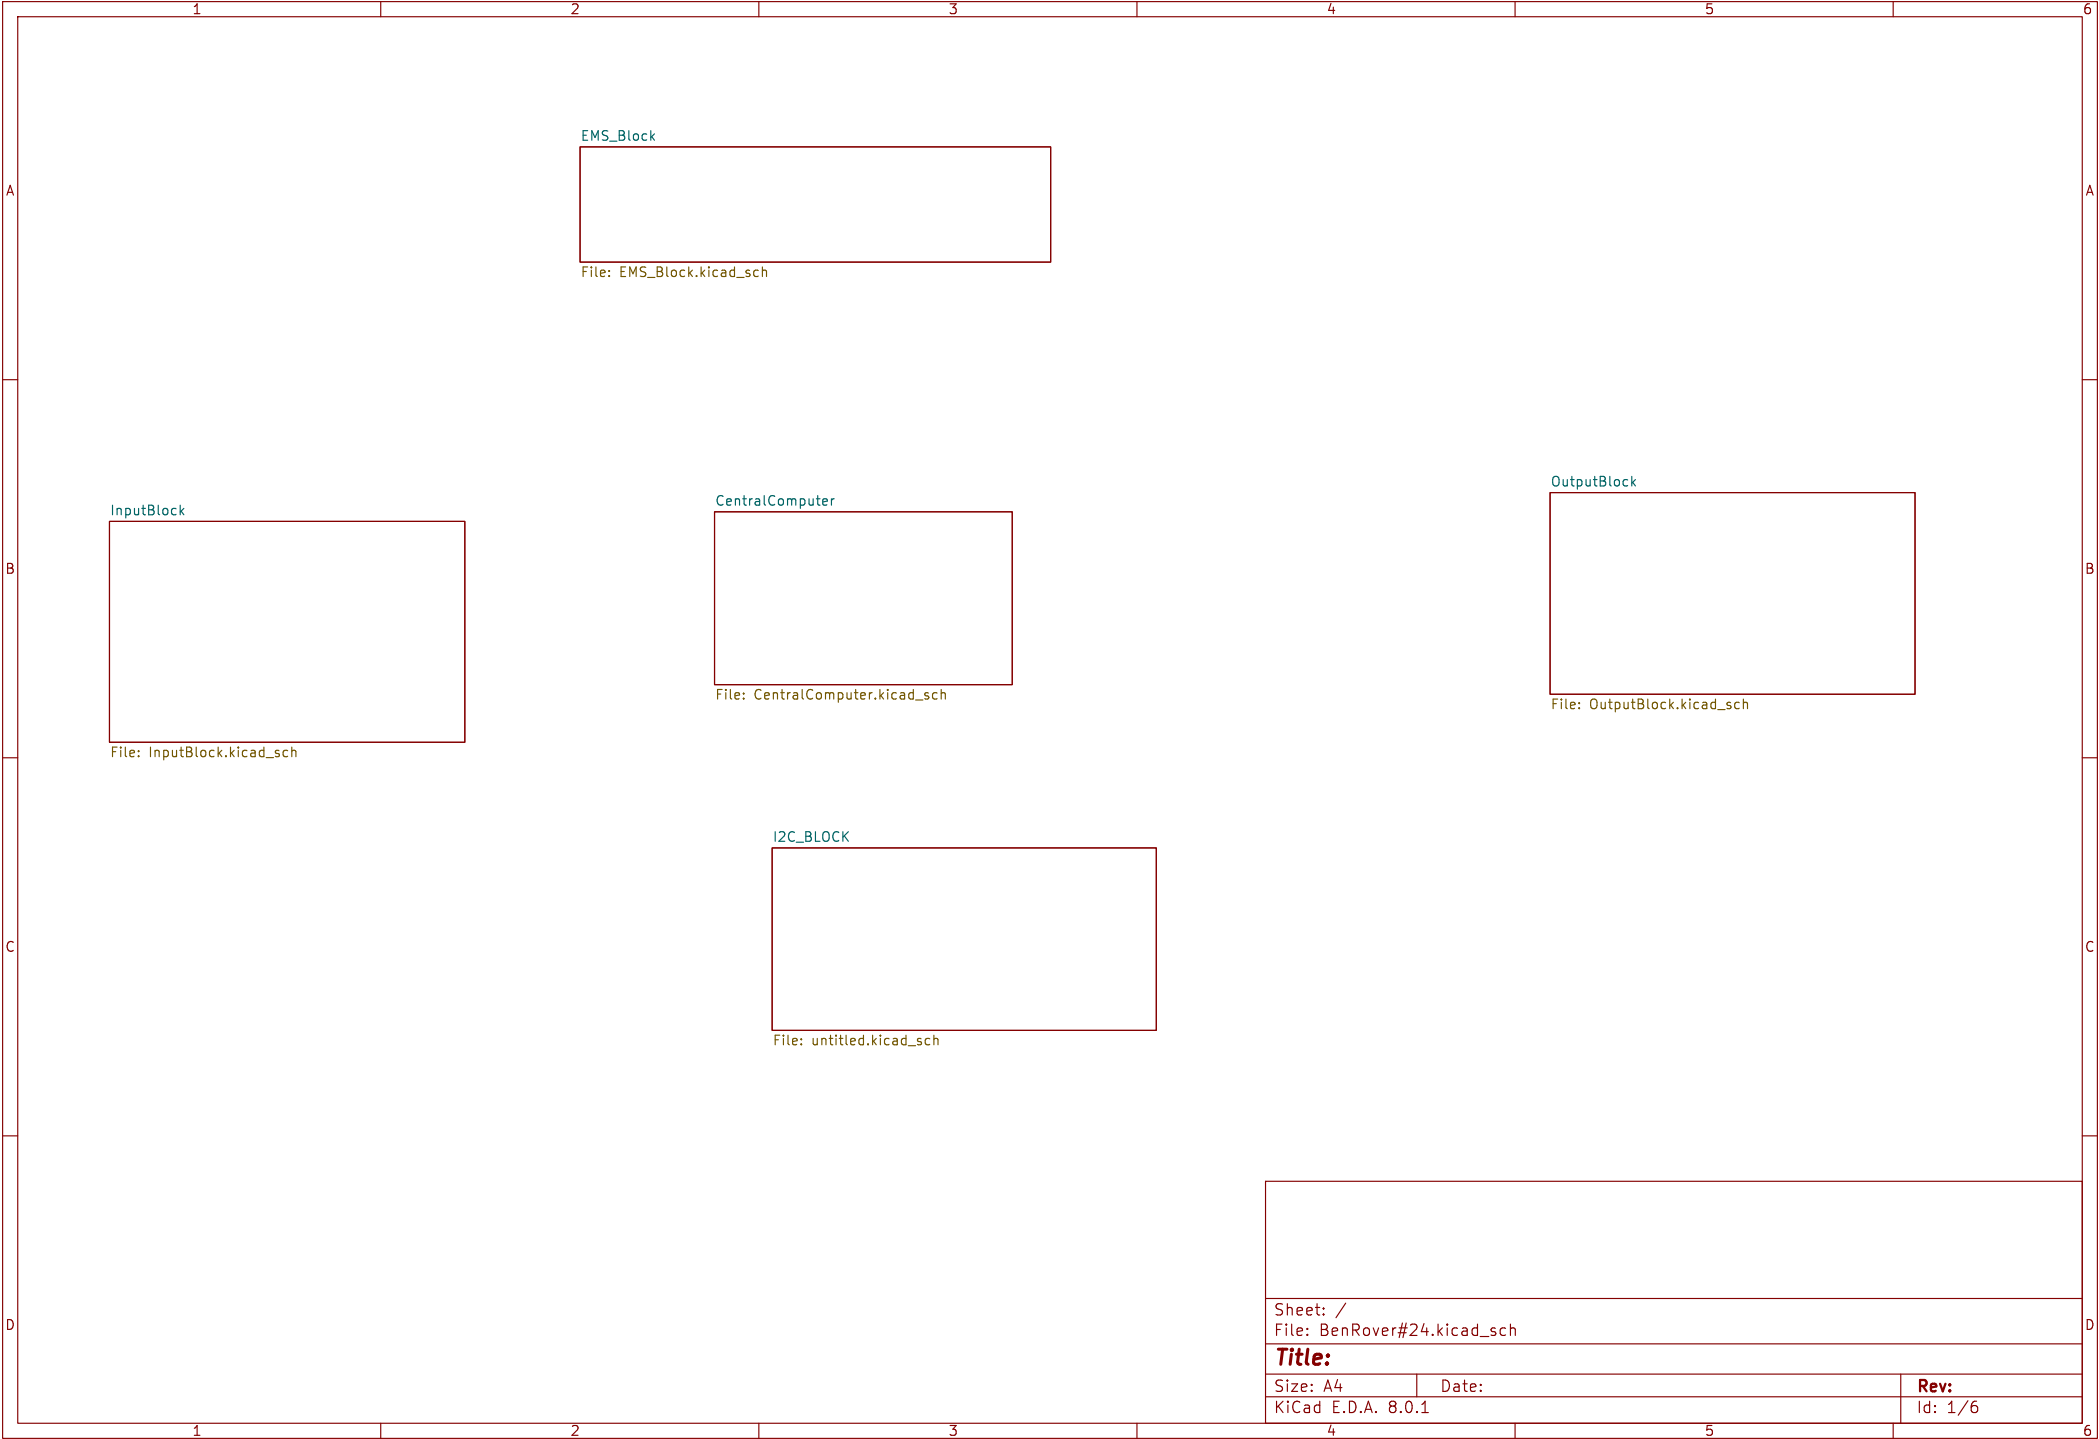 1 2 3 4 5 6
EMS_Block
A A
File: EMS_Block.kicad_sch
OutputBlock
CentralComputer
InputBlock
B B
File: CentralComputer.kicad_sch
File: OutputBlock.kicad_sch
File: InputBlock.kicad_sch
I2C_BLOCK
C C
File: untitled.kicad_sch
Sheet: /
File: BenRover#24.kicad_sch
D D
Title:
Size: A4 Date: Rev:
KiCad E.D.A. 8.0.1 Id: 1/6
1 2 3 4 5 6